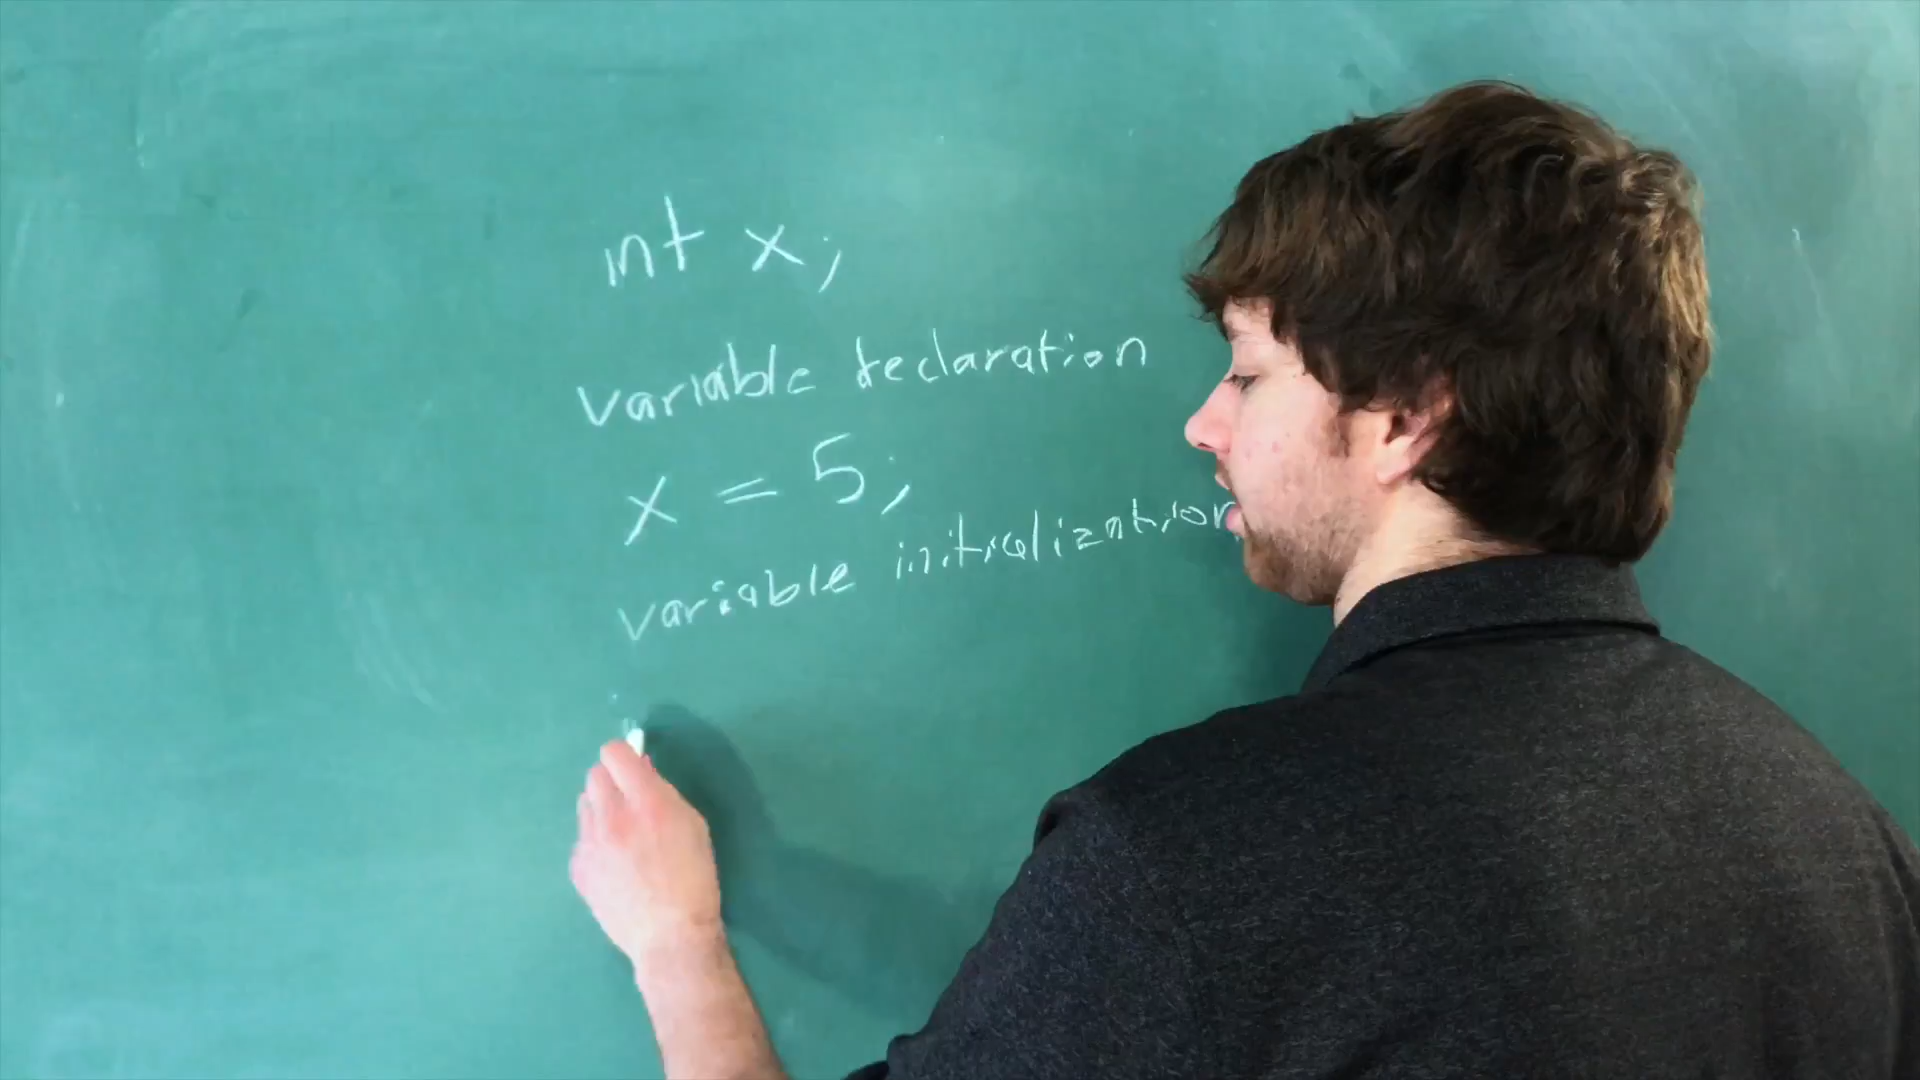 int x;
variable declaration
x = 5;
variable initialization